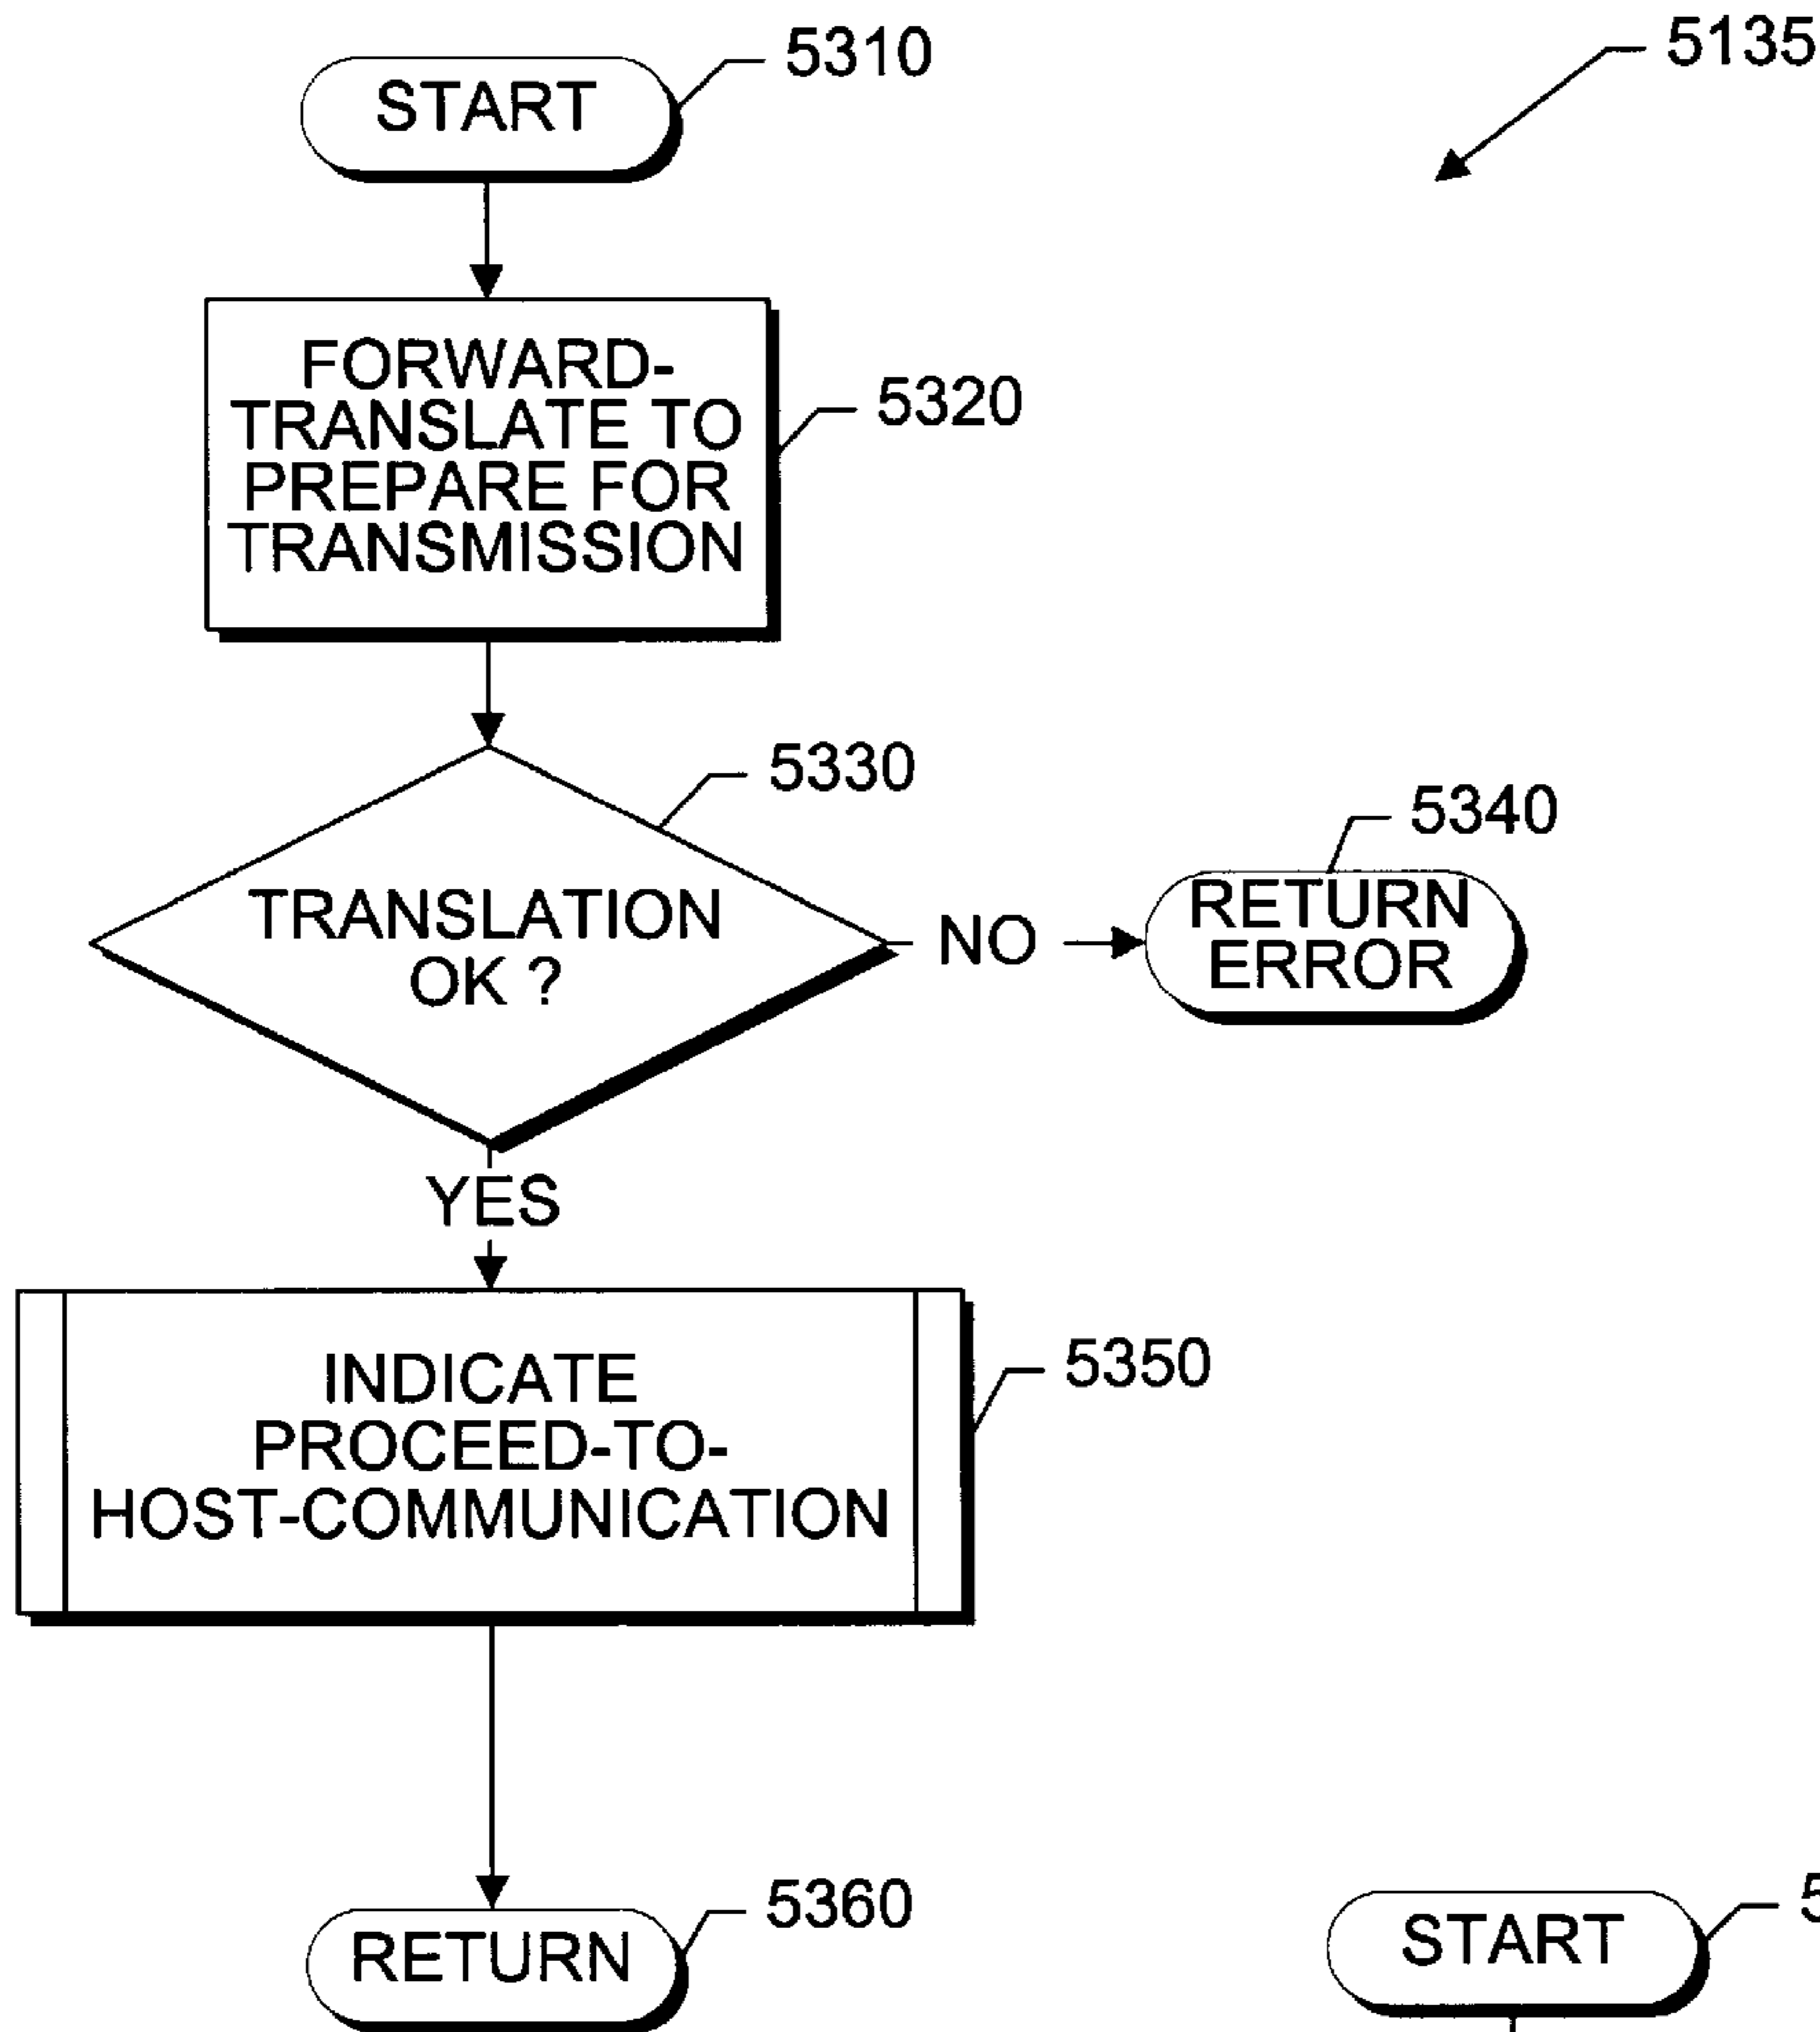 START
5310
5135
FORWARD-
TRANSLATE TO
PREPARE FOR
TRANSMISSION
5320
TRANSLATION
OK ?
5330
NO
RETURN
ERROR
5340
YES
INDICATE
PROCEED-TO-
HOST-COMMUNICATION
5350
RETURN
5360
START